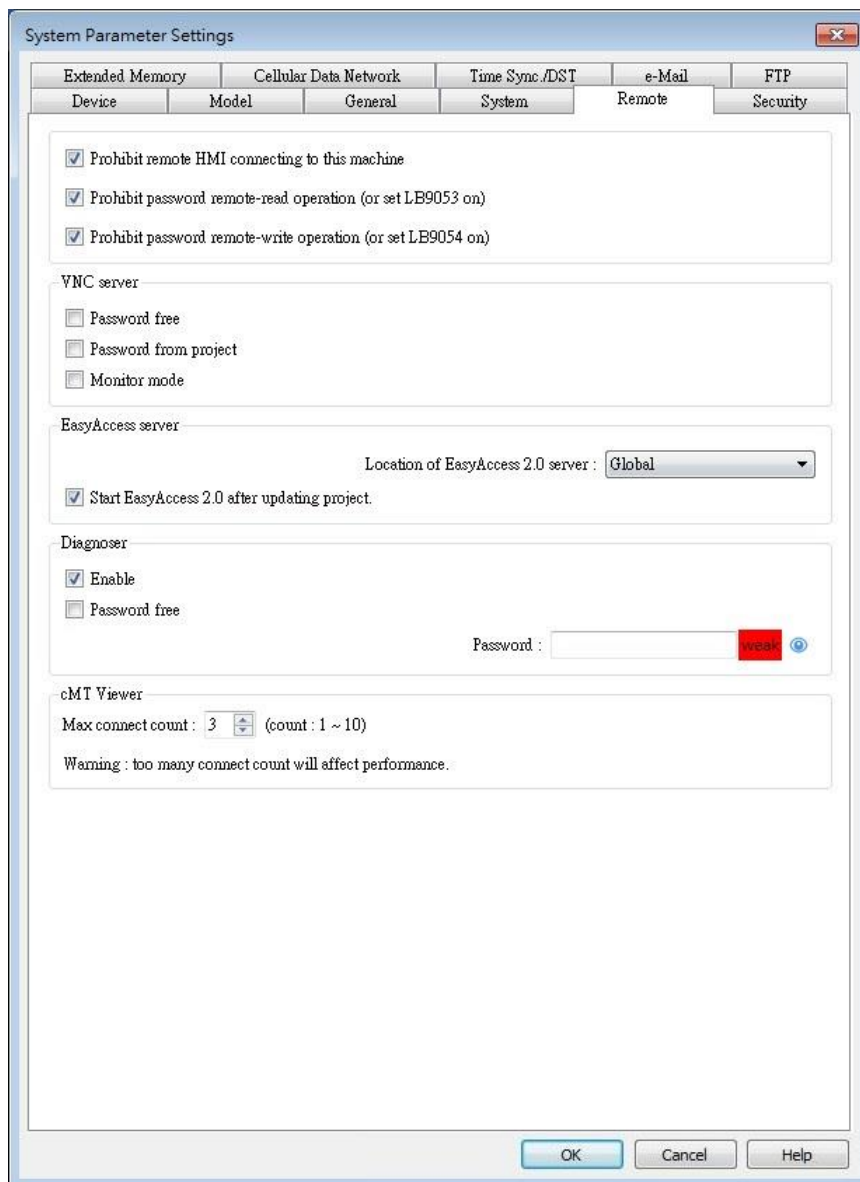 System Parameter Settings
Extended Memory Cellular Data Network Time Sync./DST e-Mail FTP
Device Model General System Remote Security
Prohibit remote HMI connecting to this machine
Prohibit password remote-read operation (or set LB9053 on)
Prohibit password remote-write operation (or set LB9054 on)
VNC server
Password free
Password from project
Monitor mode
EasyAccess server
Location of EasyAccess 2.0 server : Global
Start EasyAccess 2.0 after updating project.
Diagnoser
Enable
Password free
Password : weak
cMT Viewer
Max connect count : 3 (count : 1 ~ 10)
Warning : too many connect count will affect performance.
OK Cancel Help